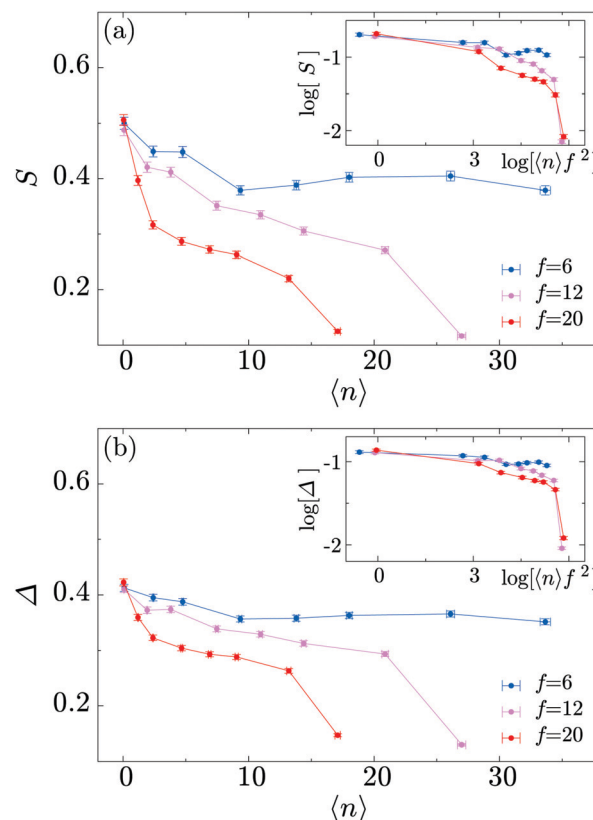 (a)
0.6
0.4
0.2
S
0 10 20 30
⟨n⟩
-1
-2
log[ S ]
0 3 log[⟨n⟩f ²]
f=6
f=12
f=20
(b)
0.6
0.4
0.2
Δ
0 10 20 30
⟨n⟩
-1
-2
log[Δ ]
0 3 log[⟨n⟩f ²]
f=6
f=12
f=20